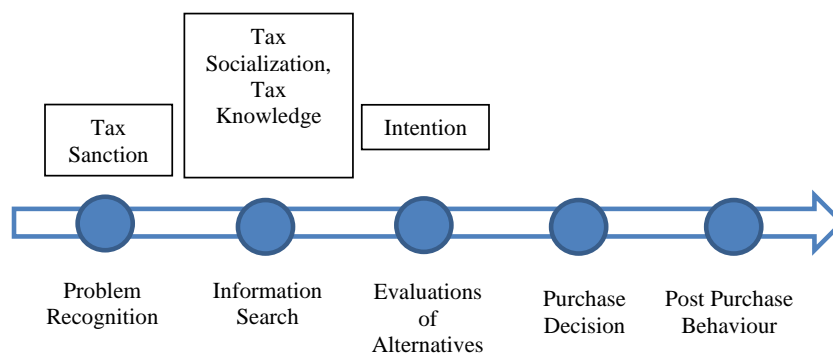 Tax
Socialization,
Tax
Knowledge
Tax
Sanction
Intention
Problem
Recognition
Information
Search
Evaluations
of
Alternatives
Purchase
Decision
Post Purchase
Behaviour